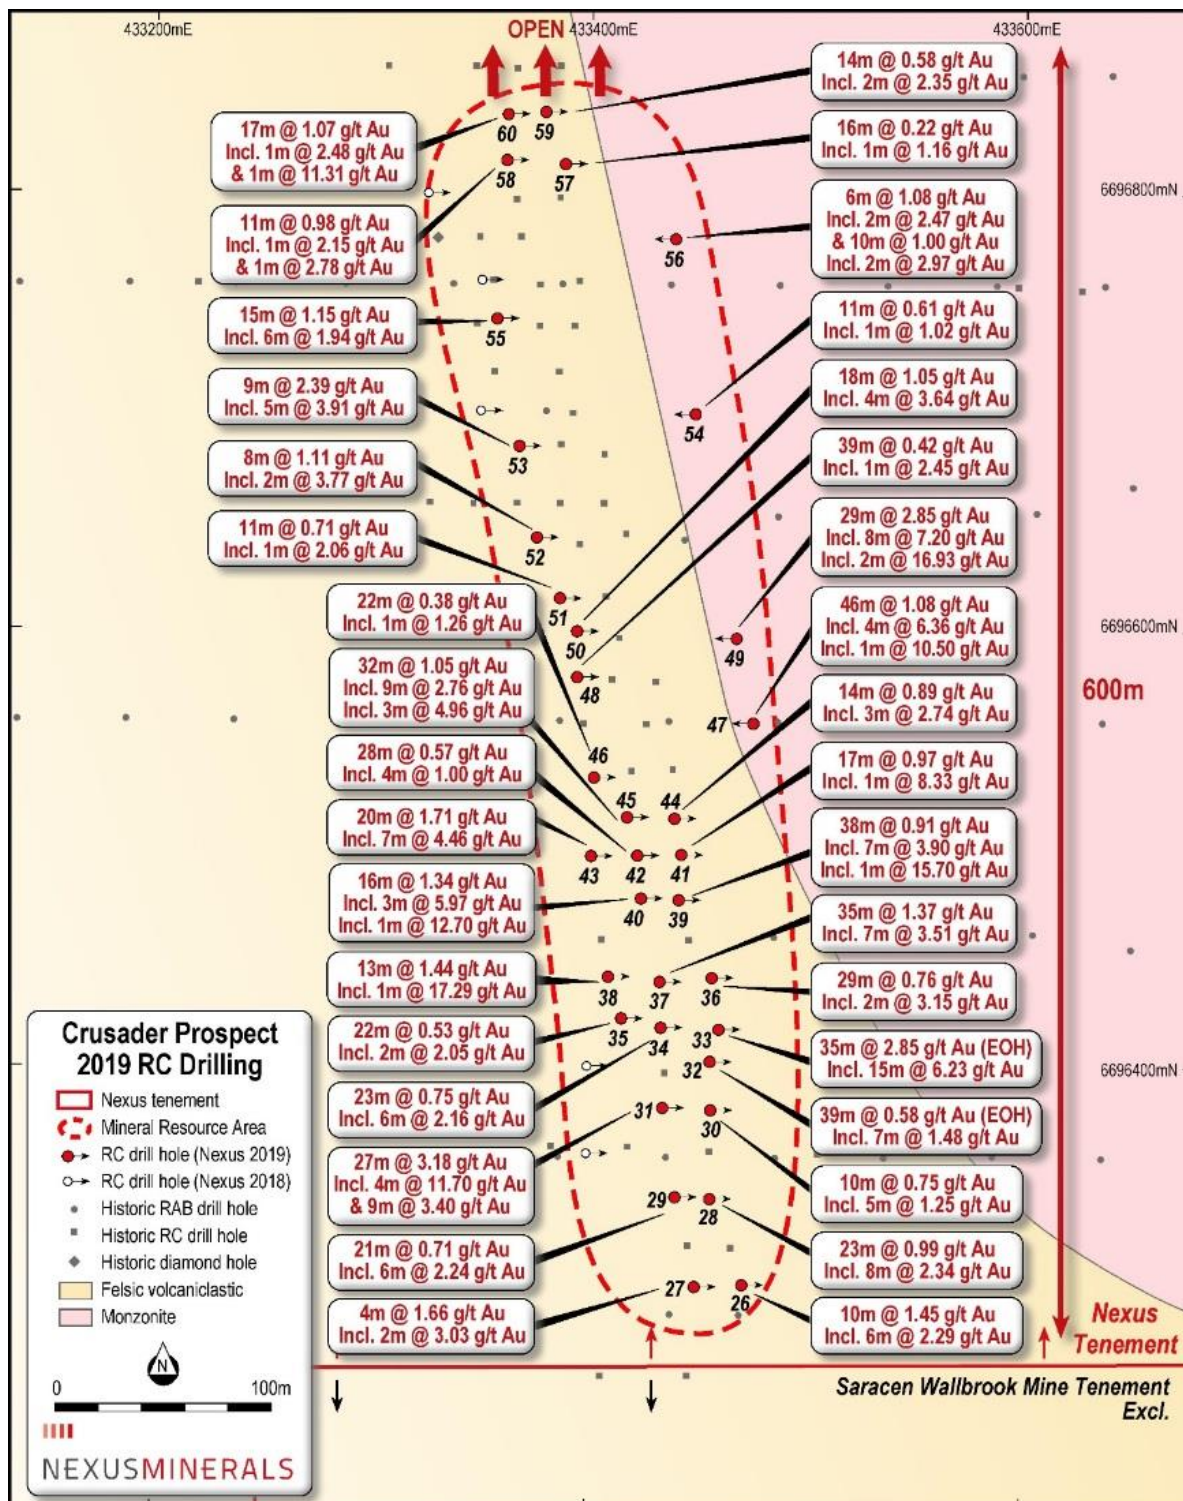 433200mE
OPEN
433400mE
433600mE
14m @ 0.58 g/t Au
Incl. 2m @ 2.35 g/t Au
17m @ 1.07 g/t Au
Incl. 1m @ 2.48 g/t Au
& 1m @ 11.31 g/t Au
60
59
16m @ 0.22 g/t Au
Incl. 1m @ 1.16 g/t Au
58
57
6696800mN
6m @ 1.08 g/t Au
Incl. 2m @ 2.47 g/t Au
& 10m @ 1.00 g/t Au
Incl. 2m @ 2.97 g/t Au
11m @ 0.98 g/t Au
Incl. 1m @ 2.15 g/t Au
& 1m @ 2.78 g/t Au
56
15m @ 1.15 g/t Au
Incl. 6m @ 1.94 g/t Au
55
11m @ 0.61 g/t Au
Incl. 1m @ 1.02 g/t Au
9m @ 2.39 g/t Au
Incl. 5m @ 3.91 g/t Au
18m @ 1.05 g/t Au
Incl. 4m @ 3.64 g/t Au
54
53
8m @ 1.11 g/t Au
Incl. 2m @ 3.77 g/t Au
39m @ 0.42 g/t Au
Incl. 1m @ 2.45 g/t Au
11m @ 0.71 g/t Au
Incl. 1m @ 2.06 g/t Au
52
29m @ 2.85 g/t Au
Incl. 8m @ 7.20 g/t Au
Incl. 2m @ 16.93 g/t Au
22m @ 0.38 g/t Au
Incl. 1m @ 1.26 g/t Au
51
50
49
6696600mN
46m @ 1.08 g/t Au
Incl. 4m @ 6.36 g/t Au
Incl. 1m @ 10.50 g/t Au
32m @ 1.05 g/t Au
Incl. 9m @ 2.76 g/t Au
Incl. 3m @ 4.96 g/t Au
48
47
600m
14m @ 0.89 g/t Au
Incl. 3m @ 2.74 g/t Au
28m @ 0.57 g/t Au
Incl. 4m @ 1.00 g/t Au
46
17m @ 0.97 g/t Au
Incl. 1m @ 8.33 g/t Au
20m @ 1.71 g/t Au
Incl. 7m @ 4.46 g/t Au
45
44
43
42
41
38m @ 0.91 g/t Au
Incl. 7m @ 3.90 g/t Au
Incl. 1m @ 15.70 g/t Au
16m @ 1.34 g/t Au
Incl. 3m @ 5.97 g/t Au
Incl. 1m @ 12.70 g/t Au
40
39
35m @ 1.37 g/t Au
Incl. 7m @ 3.51 g/t Au
13m @ 1.44 g/t Au
Incl. 1m @ 17.29 g/t Au
38
37
36
29m @ 0.76 g/t Au
Incl. 2m @ 3.15 g/t Au
22m @ 0.53 g/t Au
Incl. 2m @ 2.05 g/t Au
35
34
33
35m @ 2.85 g/t Au (EOH)
Incl. 15m @ 6.23 g/t Au
32
6696400mN
23m @ 0.75 g/t Au
Incl. 6m @ 2.16 g/t Au
31
30
39m @ 0.58 g/t Au (EOH)
Incl. 7m @ 1.48 g/t Au
27m @ 3.18 g/t Au
Incl. 4m @ 11.70 g/t Au
& 9m @ 3.40 g/t Au
10m @ 0.75 g/t Au
Incl. 5m @ 1.25 g/t Au
29
28
21m @ 0.71 g/t Au
Incl. 6m @ 2.24 g/t Au
23m @ 0.99 g/t Au
Incl. 8m @ 2.34 g/t Au
27
26
4m @ 1.66 g/t Au
Incl. 2m @ 3.03 g/t Au
10m @ 1.45 g/t Au
Incl. 6m @ 2.29 g/t Au
Nexus
Tenement
Saracen Wallbrook Mine Tenement
Excl.
Crusader Prospect
2019 RC Drilling
Nexus tenement
Mineral Resource Area
RC drill hole (Nexus 2019)
RC drill hole (Nexus 2018)
Historic RAB drill hole
Historic RC drill hole
Historic diamond hole
Felsic volcaniclastic
Monzonite
N
0 100m
NEXUSMINERALS